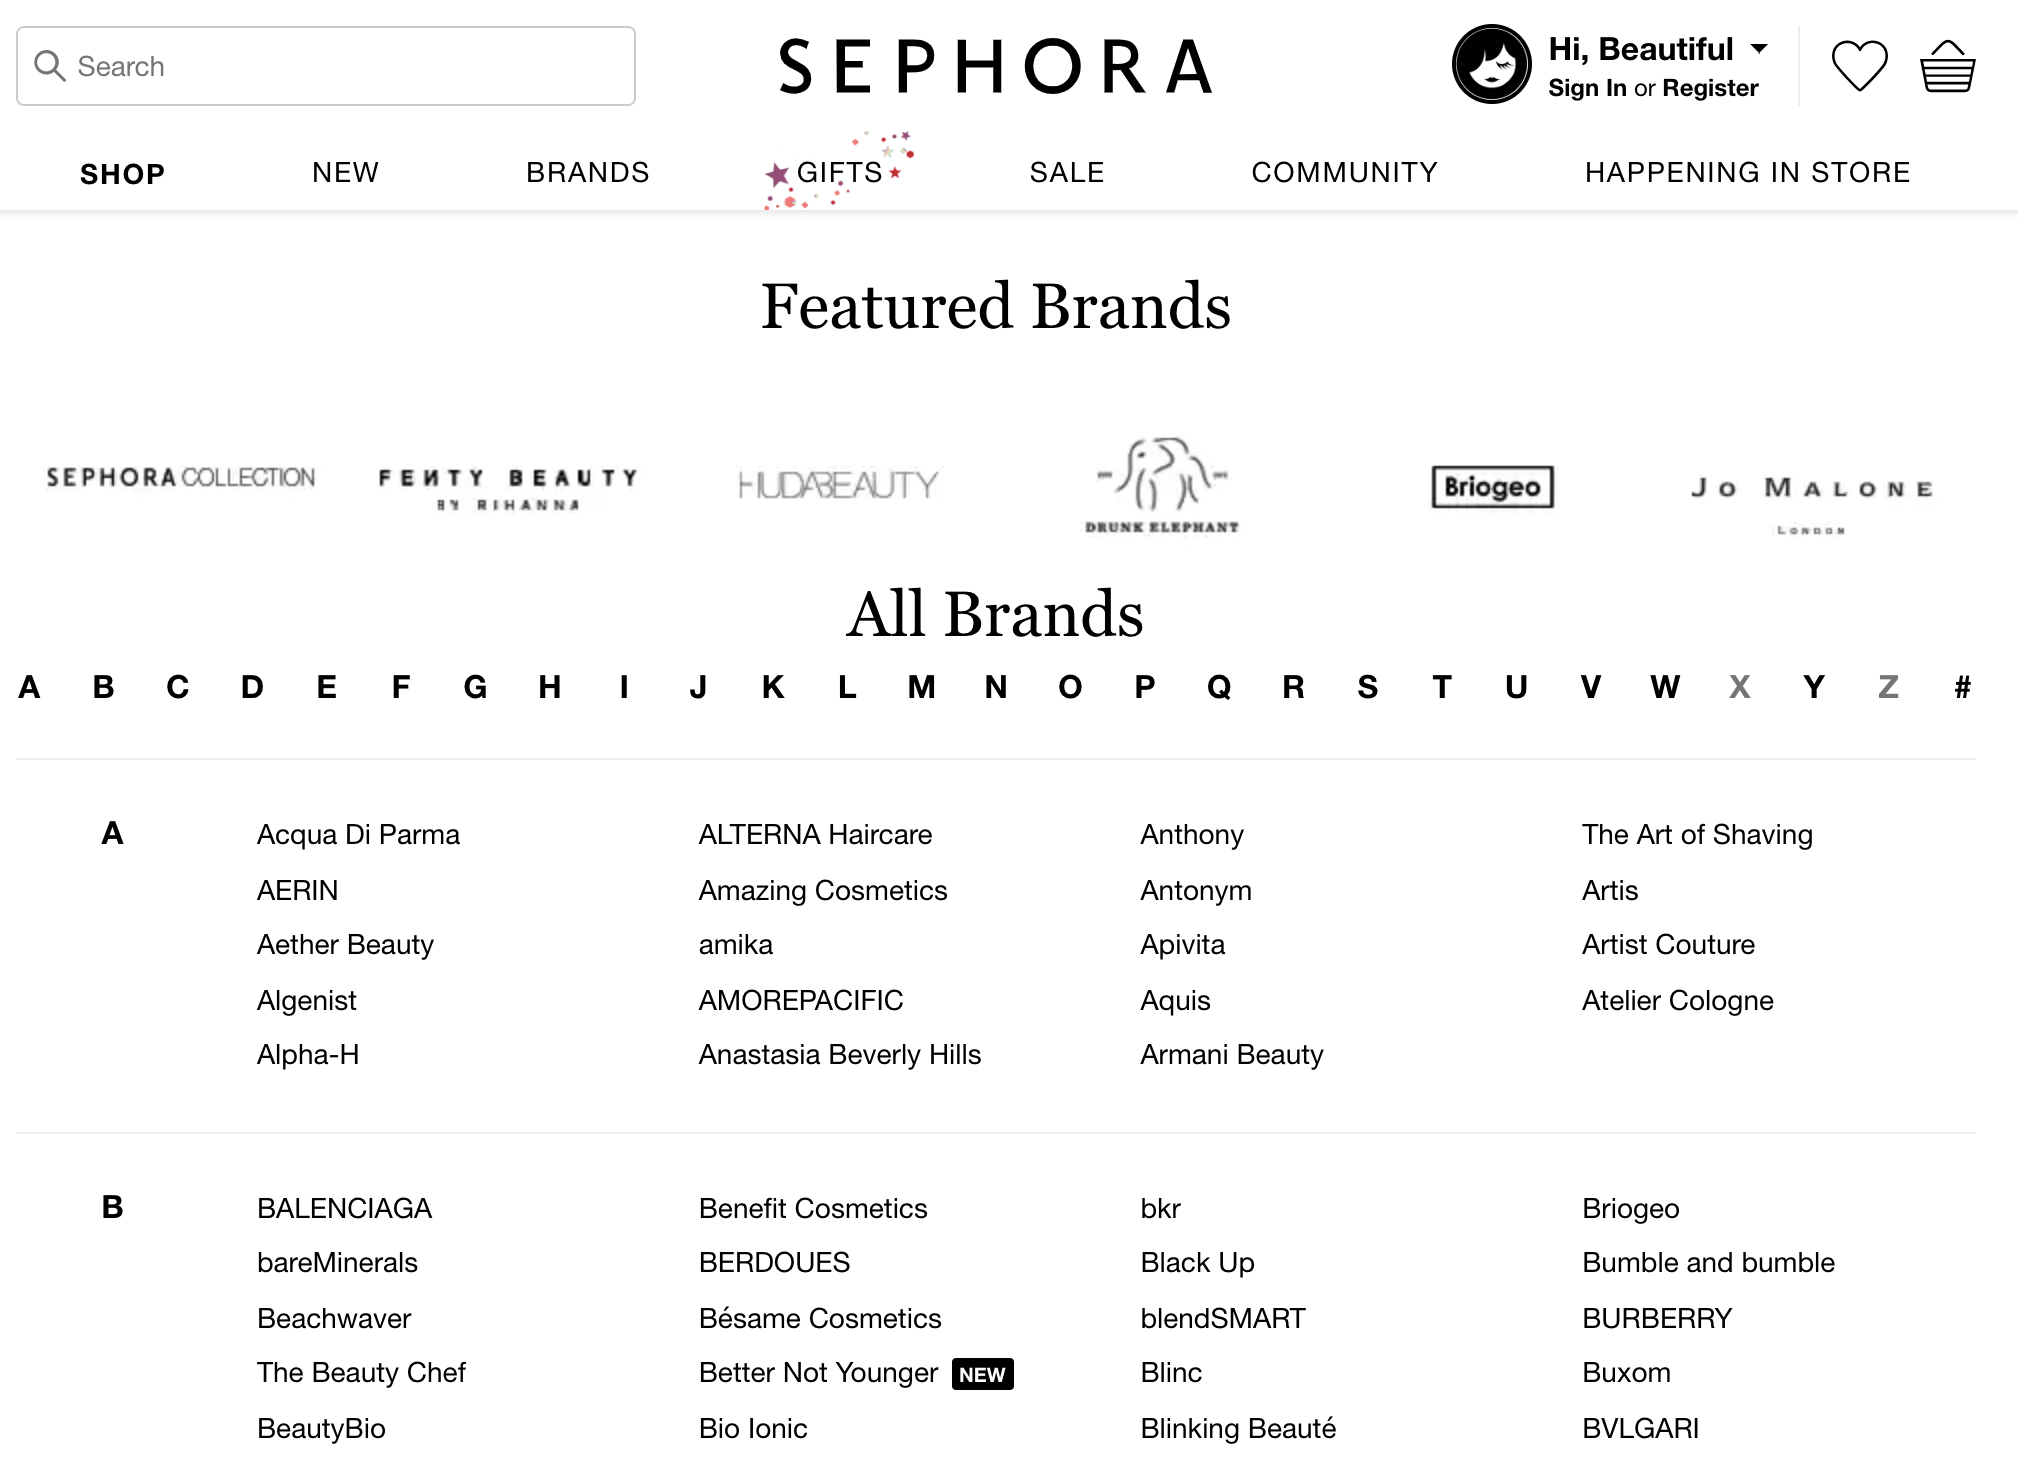 Search
SEPHORA
Hi, Beautiful
Sign In or Register
SHOP NEW BRANDS GIFTS SALE COMMUNITY HAPPENING IN STORE
Featured Brands
SEPHORA COLLECTION
FENTY BEAUTY
BY RIHANNA
HUDABEAUTY
DRUNK ELEPHANT
Briogeo
JO MALONE
LONDON
All Brands
A B C D E F G H I J K L M N O P Q R S T U V W X Y Z #
A
Acqua Di Parma
AERIN
Aether Beauty
Algenist
Alpha-H
ALTERNA Haircare
Amazing Cosmetics
amika
AMOREPACIFIC
Anastasia Beverly Hills
Anthony
Antonym
Apivita
Aquis
Armani Beauty
The Art of Shaving
Artis
Artist Couture
Atelier Cologne
B
BALENCIAGA
bareMinerals
Beachwaver
The Beauty Chef
BeautyBio
Benefit Cosmetics
BERDOUES
Bésame Cosmetics
Better Not Younger NEW
Bio Ionic
bkr
Black Up
blendSMART
Blinc
Blinking Beauté
Briogeo
Bumble and bumble
BURBERRY
Buxom
BVLGARI